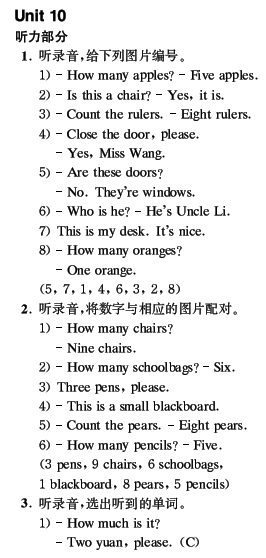 Unit 10
听力部分
1. 听录音,给下列图片编号。
1) - How many apples? - Five apples.
2) - Is this a chair? - Yes, it is.
3) - Count the rulers. - Eight rulers.
4) - Close the door, please.
- Yes, Miss Wang.
5) - Are these doors?
- No. They're windows.
6) - Who is he? - He's Uncle Li.
7) This is my desk. It's nice.
8) - How many oranges?
- One orange.
(5, 7, 1, 4, 6, 3, 2, 8)
2. 听录音,将数字与相应的图片配对。
1) - How many chairs?
- Nine chairs.
2) - How many schoolbags? - Six.
3) Three pens, please.
4) - This is a small blackboard.
5) - Count the pears. - Eight pears.
6) - How many pencils? - Five.
(3 pens, 9 chairs, 6 schoolbags,
1 blackboard, 8 pears, 5 pencils)
3. 听录音,选出听到的单词。
1) - How much is it?
- Two yuan, please. (C)